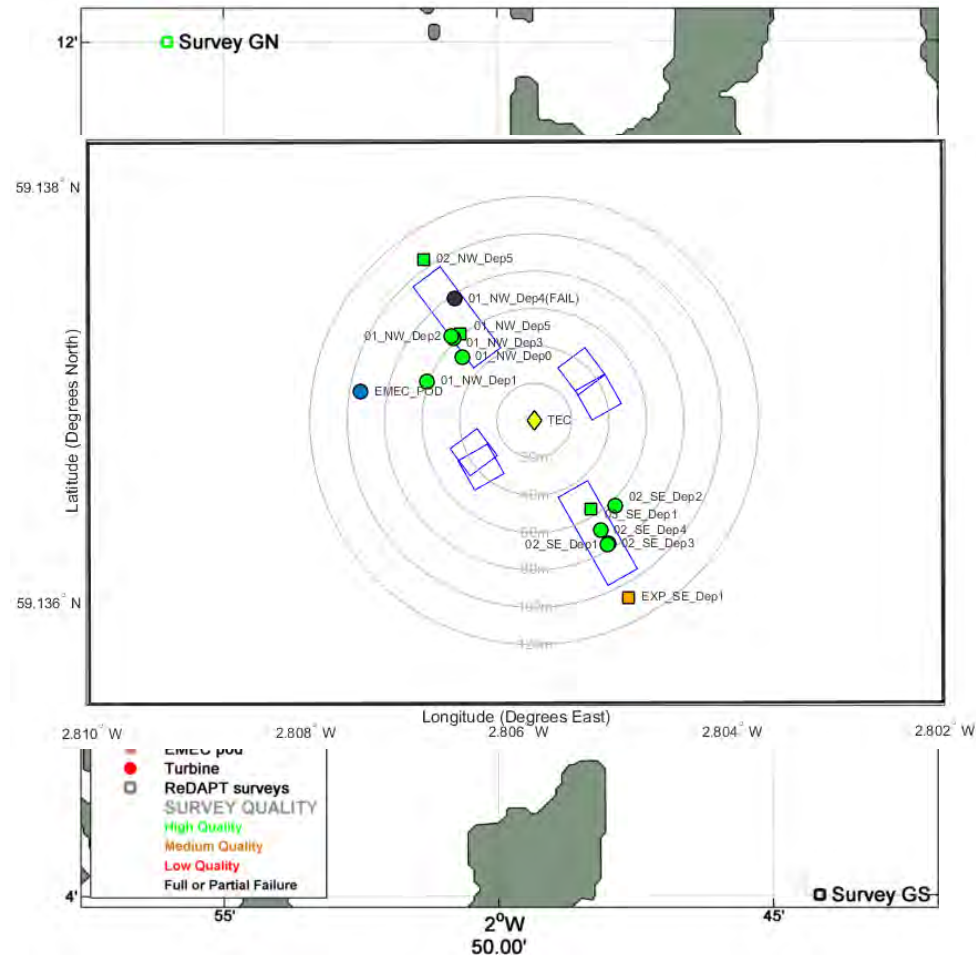 12'
Survey GN
59.138° N
02_NW_Dep5
01_NW_Dep4(FAIL)
01_NW_Dep5
01_NW_Dep2
01_NW_Dep3
01_NW_Dep0
01_NW_Dep1
EMEC_POD
TEC
20m
40m
02_SE_Dep2
03_SE_Dep1
60m
02_SE_Dep4
02_SE_Dep1
02_SE_Dep3
80m
EXP_SE_Dep1
59.136° N
100m
120m
Latitude (Degrees North)
Longitude (Degrees East)
2.810° W
2.808° W
2.806° W
2.804° W
2.802° W
EMEC pod
Turbine
ReDAPT surveys
SURVEY QUALITY
High Quality
Medium Quality
Low Quality
Full or Partial Failure
4'
Survey GS
55'
2°W
50.00'
45'